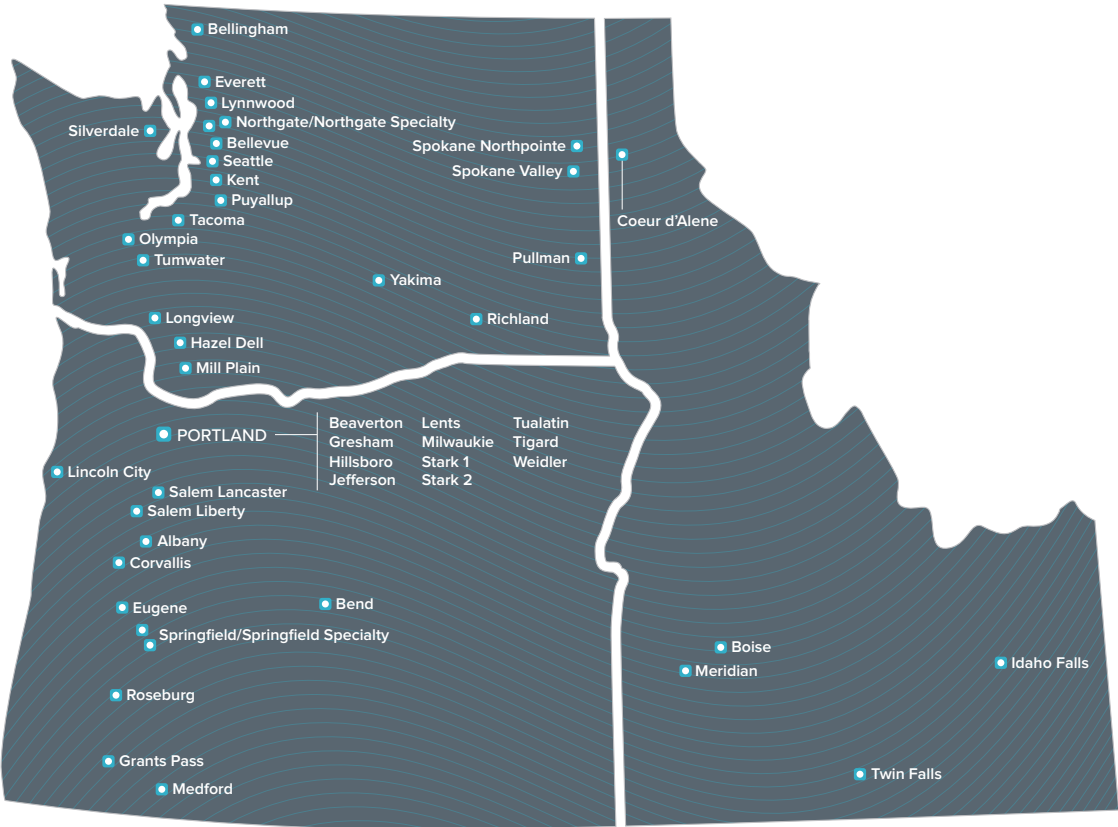 Bellingham
Everett
Lynnwood
Northgate/Northgate Specialty
Silverdale
Bellevue
Spokane Northpointe
Seattle
Spokane Valley
Kent
Puyallup
Tacoma
Coeur d'Alene
Olympia
Tumwater
Pullman
Yakima
Longview
Richland
Hazel Dell
Mill Plain
PORTLAND
Beaverton Lents Tualatin
Gresham Milwaukie Tigard
Hillsboro Stark 1 Weidler
Jefferson Stark 2
Lincoln City
Salem Lancaster
Salem Liberty
Albany
Corvallis
Eugene
Bend
Springfield/Springfield Specialty
Boise
Idaho Falls
Meridian
Roseburg
Grants Pass
Twin Falls
Medford